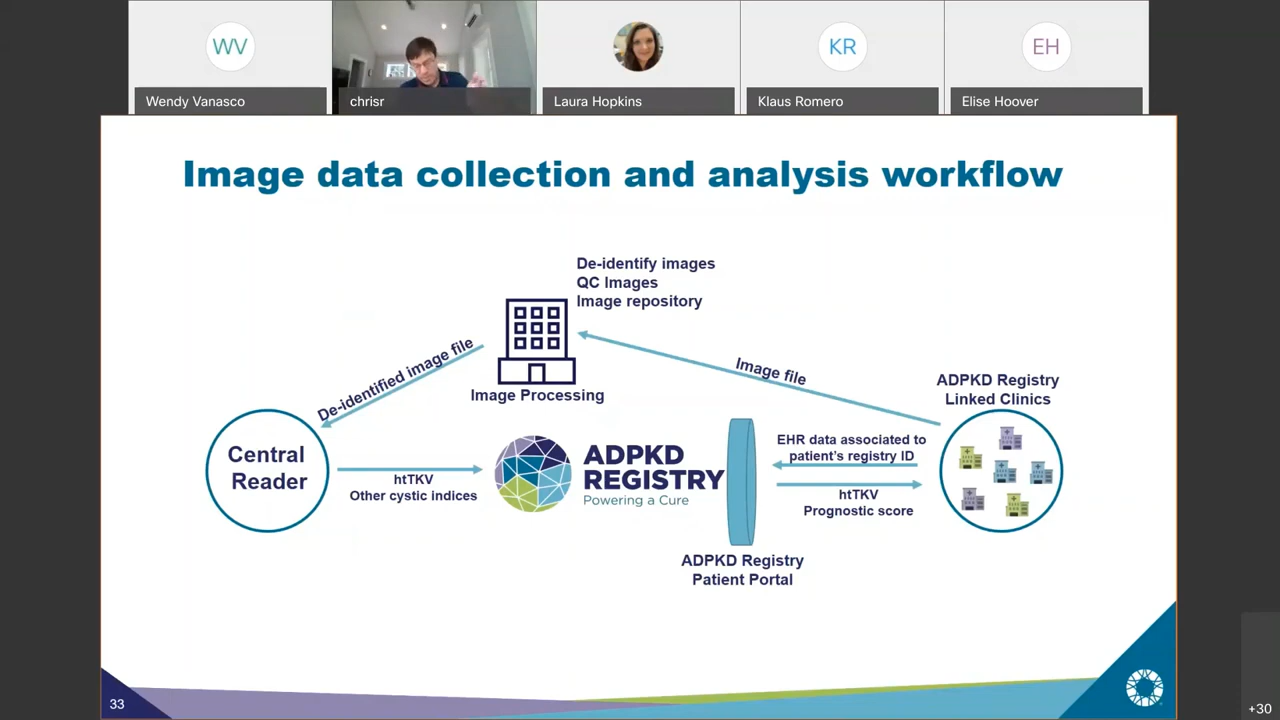 WV
KR
EH
Wendy Vanasco
chrisr
Laura Hopkins
Klaus Romero
Elise Hoover
Image data collection and analysis workflow
De-identify images
QC Images
Image repository
De-identified image file
Image file
Image Processing
ADPKD Registry
Linked Clinics
Central
Reader
htTKV
Other cystic indices
ADPKD
REGISTRY
Powering a Cure
EHR data associated to
patient's registry ID
htTKV
Prognostic score
ADPKD Registry
Patient Portal
33
+30